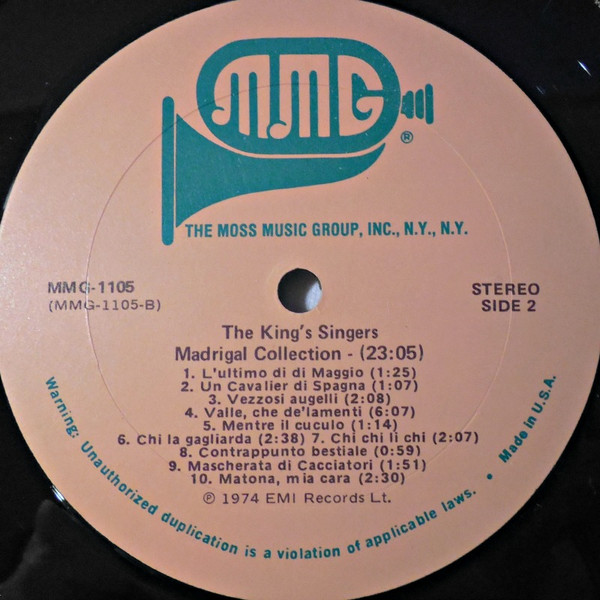 MMG
®
THE MOSS MUSIC GROUP, INC., N.Y., N.Y.
MMG-1105
(MMG-1105-B)
STEREO
SIDE 2
The King's Singers
Madrigal Collection - (23:05)
1. L'ultimo di di Maggio (1:25)
2. Un Cavalier di Spagna (1:07)
3. Vezzosi augelli (2:08)
4. Valle, che de'lamenti (6:07)
5. Mentre il cuculo (1:14)
6. Chi la gagliarda (2:38) 7. Chi chi li chi (2:07)
8. Contrappunto bestiale (0:59)
9. Mascherata di Cacciatori (1:51)
10. Matona, mia cara (2:30)
℗ 1974 EMI Records Lt.
Warning: Unauthorized duplication is a violation of applicable laws. • Made in U.S.A.